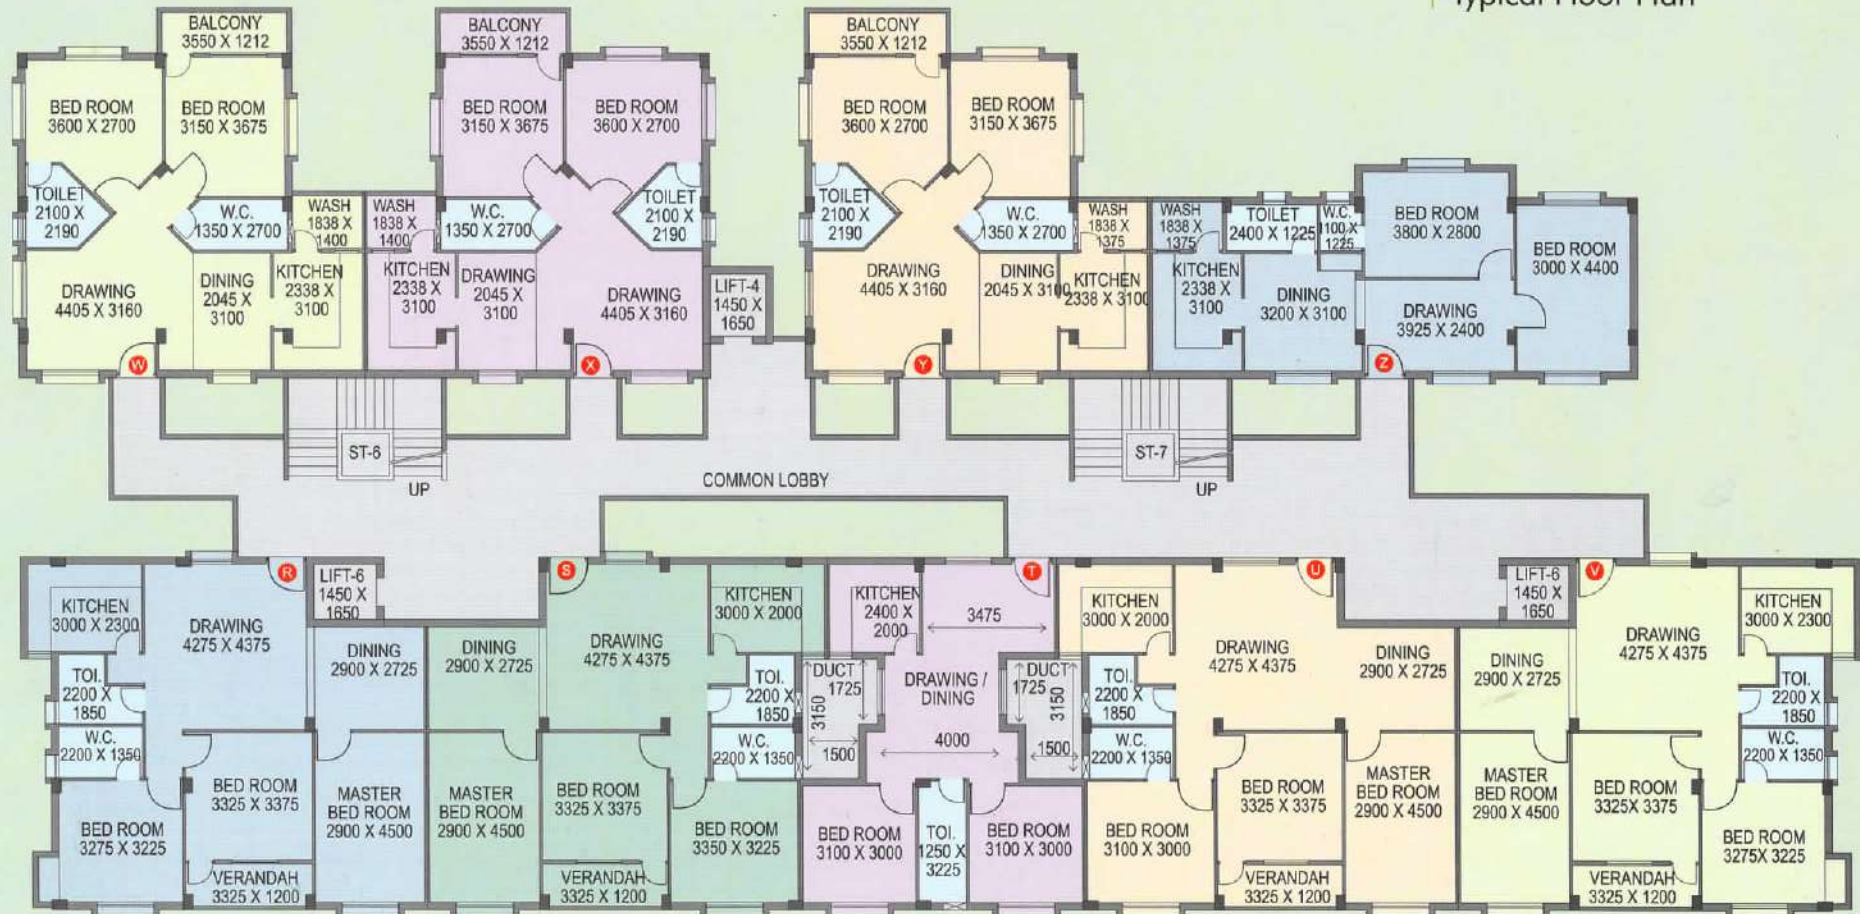 Typical Floor Plan
BALCONY
3550 X 1212
BED ROOM
3600 X 2700
BED ROOM
3150 X 3675
TOILET
2100 X
2190
W.C.
1350 X 2700
WASH
1838 X
1400
DRAWING
4405 X 3160
DINING
2045 X
3100
KITCHEN
2338 X
3100
W
BALCONY
3550 X 1212
BED ROOM
3150 X 3675
BED ROOM
3600 X 2700
WASH
1838 X
1400
W.C.
1350 X 2700
TOILET
2100 X
2190
KITCHEN
2338 X
3100
DRAWING
2045 X
3100
DRAWING
4405 X 3160
X
LIFT-4
1450 X
1650
BALCONY
3550 X 1212
BED ROOM
3600 X 2700
BED ROOM
3150 X 3675
TOILET
2100 X
2190
W.C.
1350 X 2700
WASH
1838 X
1375
DRAWING
4405 X 3160
DINING
2045 X 3100
KITCHEN
2338 X 3100
Y
WASH
1838 X
1375
TOILET
2400 X 1225
W.C.
1100 X
1225
BED ROOM
3800 X 2800
BED ROOM
3000 X 4400
KITCHEN
2338 X
3100
DINING
3200 X 3100
DRAWING
3925 X 2400
Z
ST-6
UP
COMMON LOBBY
ST-7
UP
R
KITCHEN
3000 X 2300
DRAWING
4275 X 4375
LIFT-6
1450 X
1650
DINING
2900 X 2725
TOI.
2200 X
1850
W.C.
2200 X 1350
BED ROOM
3275 X 3225
BED ROOM
3325 X 3375
MASTER
BED ROOM
2900 X 4500
VERANDAH
3325 X 1200
S
DINING
2900 X 2725
DRAWING
4275 X 4375
KITCHEN
3000 X 2000
TOI.
2200 X
1850
W.C.
2200 X 1350
MASTER
BED ROOM
2900 X 4500
BED ROOM
3325 X 3375
BED ROOM
3350 X 3225
VERANDAH
3325 X 1200
T
KITCHEN
2400 X
2000
3475
DUCT
1725
3150
1500
DRAWING /
DINING
4000
DUCT
1725
3150
1500
BED ROOM
3100 X 3000
TOI.
1250 X
3225
BED ROOM
3100 X 3000
U
KITCHEN
3000 X 2000
DRAWING
4275 X 4375
DINING
2900 X 2725
TOI.
2200 X
1850
W.C.
2200 X 1350
BED ROOM
3100 X 3000
BED ROOM
3325 X 3375
MASTER
BED ROOM
2900 X 4500
VERANDAH
3325 X 1200
LIFT-6
1450 X
1650
V
DINING
2900 X 2725
DRAWING
4275 X 4375
KITCHEN
3000 X 2300
TOI.
2200 X
1850
W.C.
2200 X 1350
MASTER
BED ROOM
2900 X 4500
BED ROOM
3325X 3375
BED ROOM
3275X 3225
VERANDAH
3325 X 1200